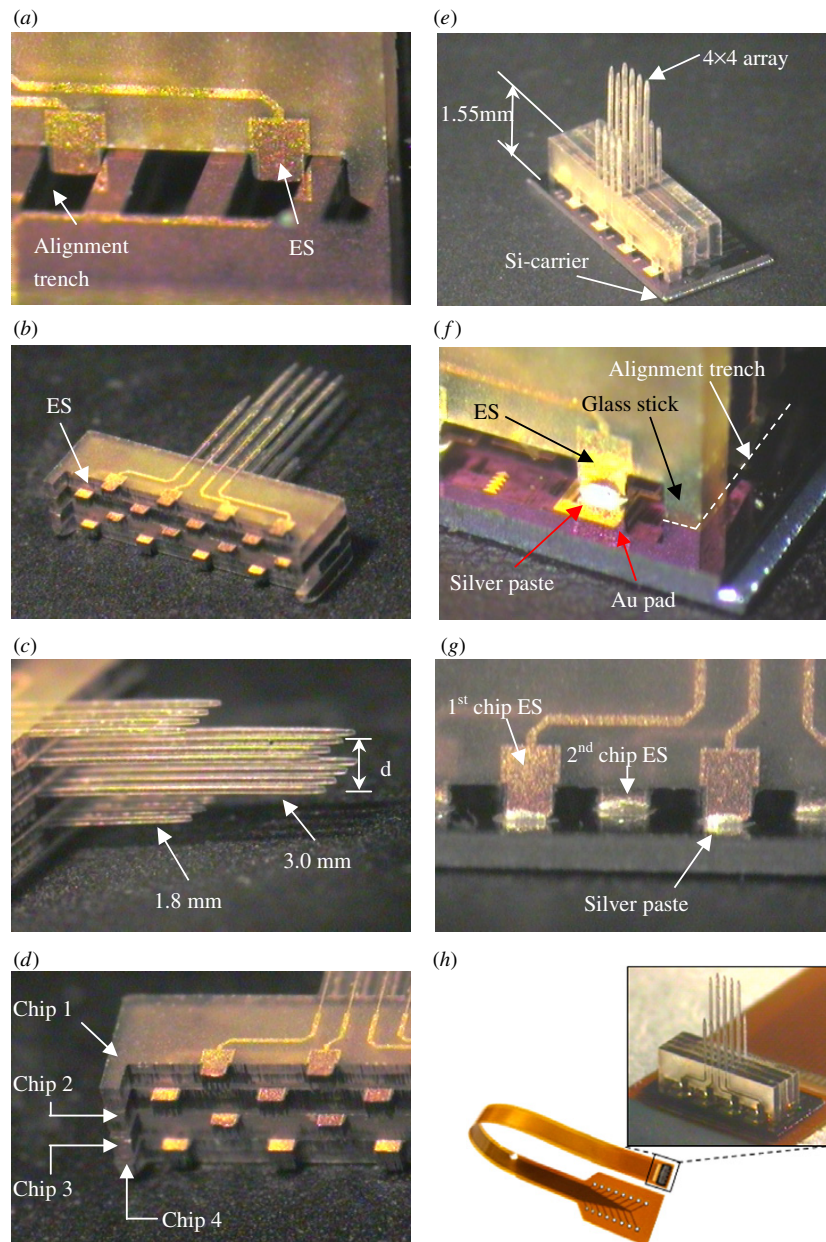 (a)
Alignment
trench
ES
(b)
ES
(c)
d
3.0 mm
1.8 mm
(d)
Chip 1
Chip 2
Chip 3
Chip 4
(e)
4×4 array
1.55mm
Si-carrier
(f)
Alignment trench
Glass stick
ES
Silver paste
Au pad
(g)
1st chip ES
2nd chip ES
Silver paste
(h)